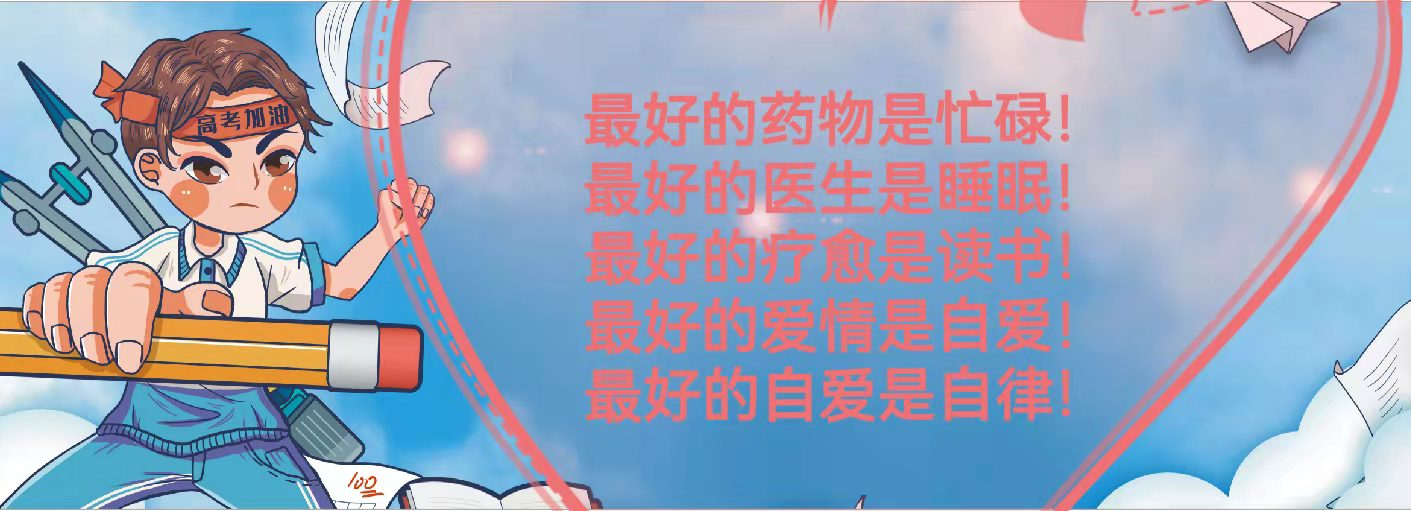 高考加油
最好的药物是忙碌!
最好的医生是睡眠!
最好的疗愈是读书!
最好的爱情是自爱!
最好的自爱是自律!
100